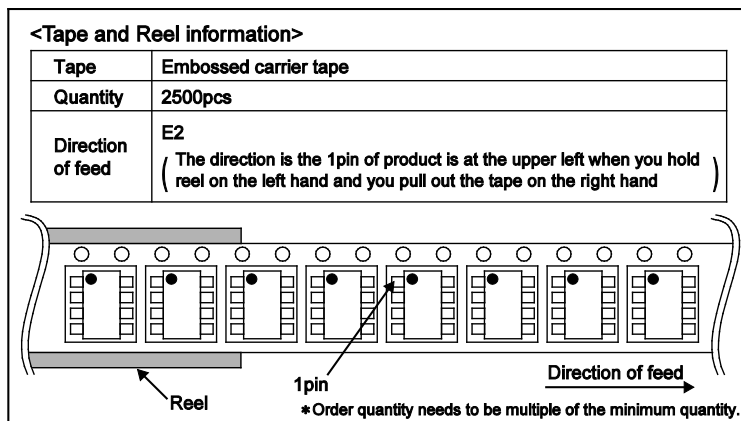 <Tape and Reel information>
Tape Embossed carrier tape
Quantity 2500pcs
Direction of feed E2
( The direction is the 1pin of product is at the upper left when you hold
reel on the left hand and you pull out the tape on the right hand )
Direction of feed
1pin
Reel
*Order quantity needs to be multiple of the minimum quantity.